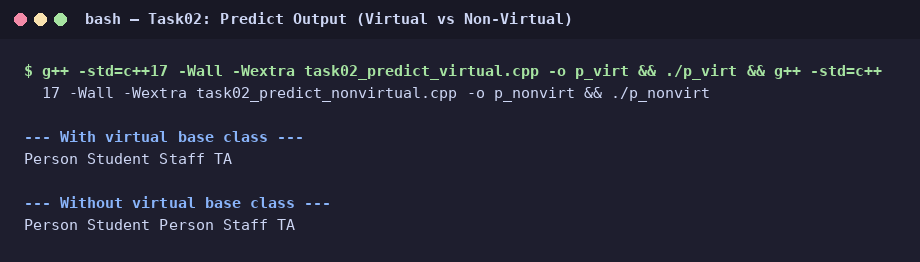 bash — Task02: Predict Output (Virtual vs Non-Virtual)
$ g++ -std=c++17 -Wall -Wextra task02_predict_virtual.cpp -o p_virt && ./p_virt && g++ -std=c++
17 -Wall -Wextra task02_predict_nonvirtual.cpp -o p_nonvirt && ./p_nonvirt
--- With virtual base class ---
Person Student Staff TA
--- Without virtual base class ---
Person Student Person Staff TA